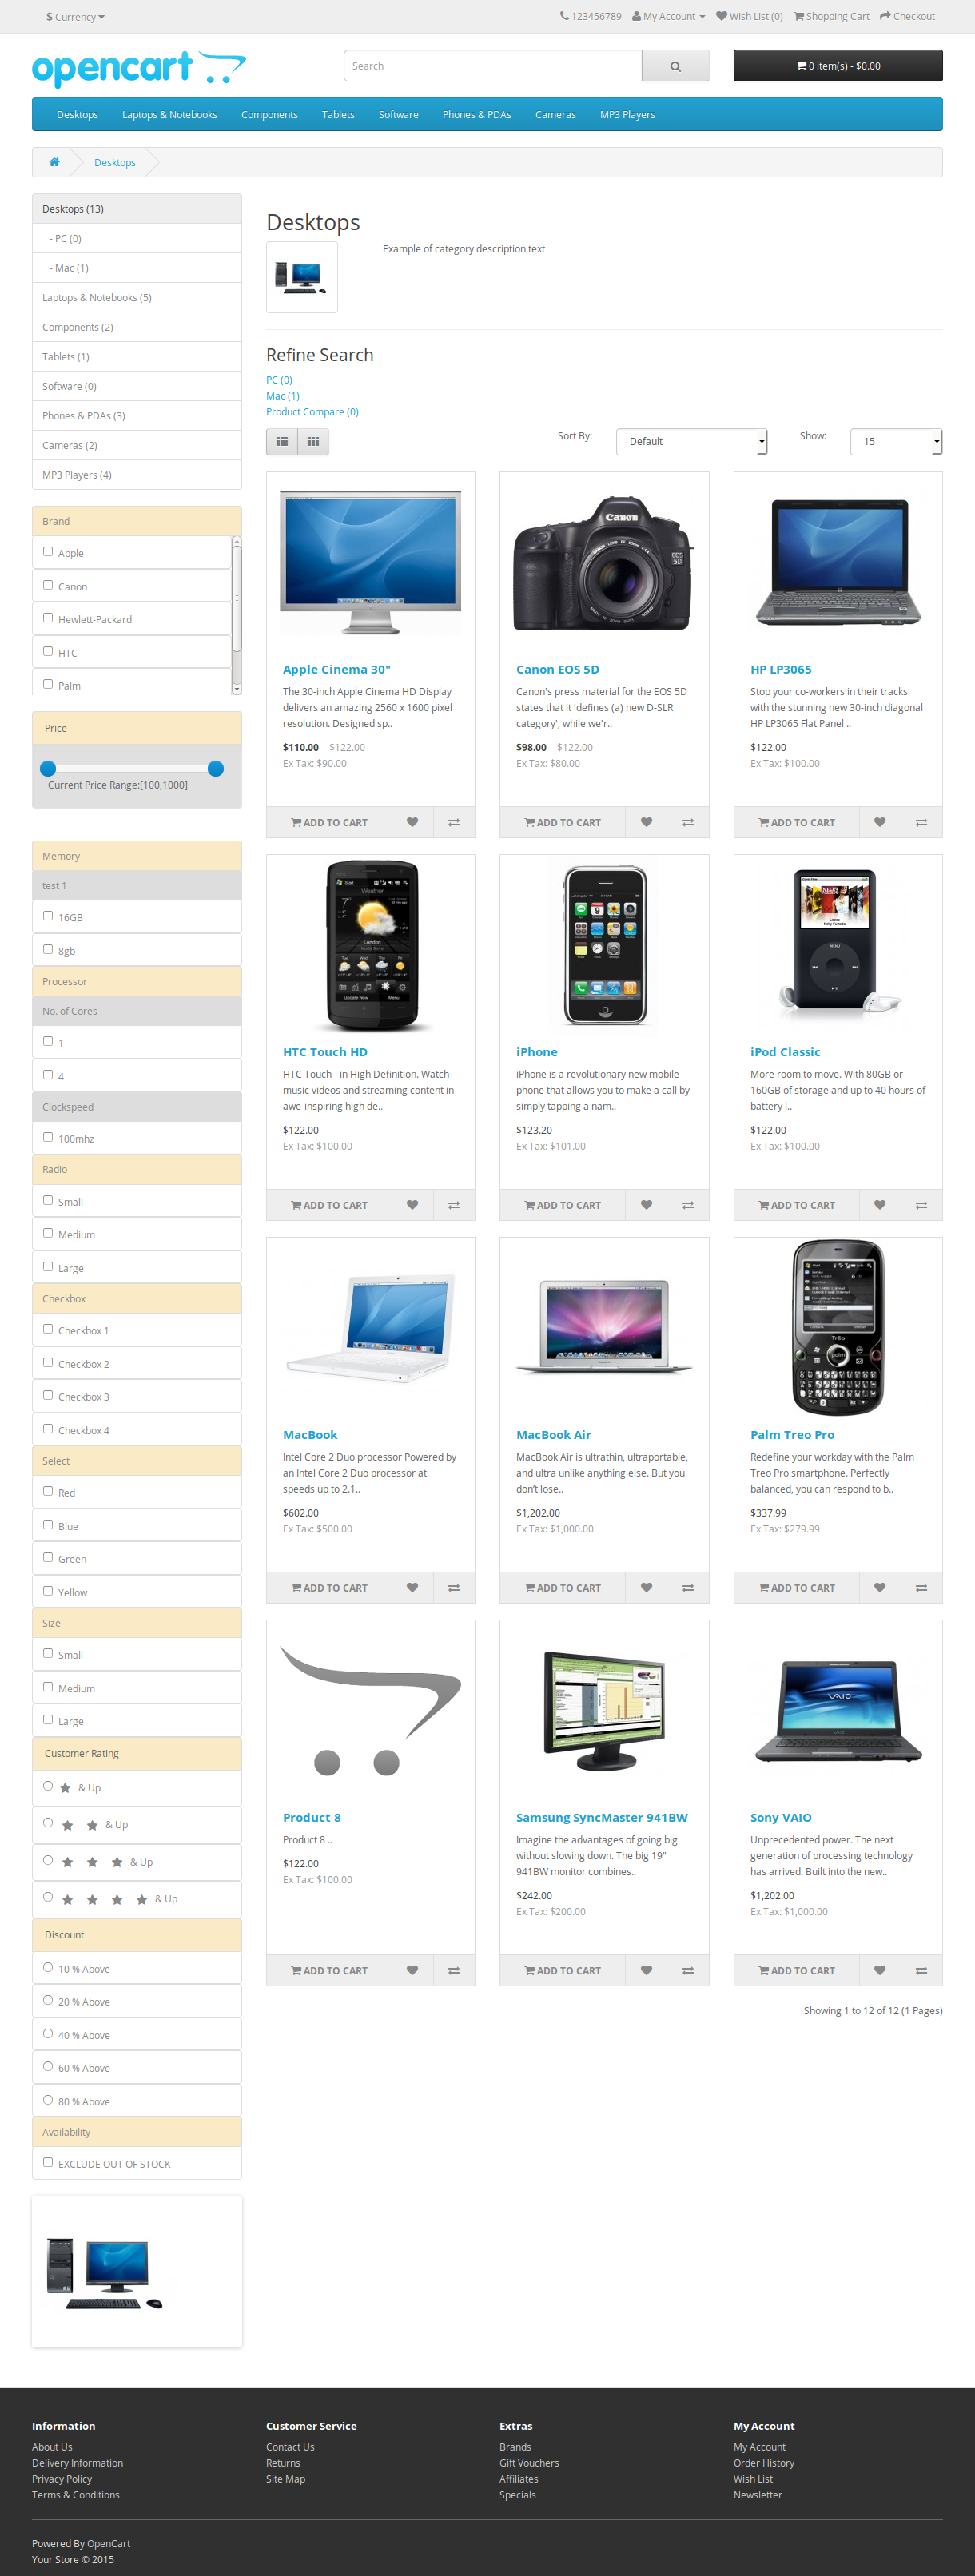 $ Currency
123456789 My Account Wish List (0) Shopping Cart Checkout
opencart
Search
0 item(s) - $0.00
Desktops Laptops & Notebooks Components Tablets Software Phones & PDAs Cameras MP3 Players
Desktops
Desktops (13)
- PC (0)
- Mac (1)
Laptops & Notebooks (5)
Components (2)
Tablets (1)
Software (0)
Phones & PDAs (3)
Cameras (2)
MP3 Players (4)
Brand
Apple
Canon
Hewlett-Packard
HTC
Palm
Price
Current Price Range:[100,1000]
Memory
test 1
16GB
8gb
Processor
No. of Cores
1
4
Clockspeed
100mhz
Radio
Small
Medium
Large
Checkbox
Checkbox 1
Checkbox 2
Checkbox 3
Checkbox 4
Select
Red
Blue
Green
Yellow
Size
Small
Medium
Large
Customer Rating
& Up
& Up
& Up
& Up
Discount
10 % Above
20 % Above
40 % Above
60 % Above
80 % Above
Availability
EXCLUDE OUT OF STOCK
Desktops
Example of category description text
Refine Search
PC (0)
Mac (1)
Product Compare (0)
Sort By: Default Show: 15
Apple Cinema 30"
The 30-inch Apple Cinema HD Display
delivers an amazing 2560 x 1600 pixel
resolution. Designed sp..
$110.00 $122.00
Ex Tax: $90.00
ADD TO CART
Canon
EOS 5D
Canon EOS 5D
Canon's press material for the EOS 5D
states that it 'defines (a) new D-SLR
category', while we'r..
$98.00 $122.00
Ex Tax: $80.00
ADD TO CART
HP LP3065
Stop your co-workers in their tracks
with the stunning new 30-inch diagonal
HP LP3065 Flat Panel ..
$122.00
Ex Tax: $100.00
ADD TO CART
HTC Touch HD
HTC Touch - in High Definition. Watch
music videos and streaming content in
awe-inspiring high de..
$122.00
Ex Tax: $100.00
ADD TO CART
iPhone
iPhone is a revolutionary new mobile
phone that allows you to make a call by
simply tapping a nam..
$123.20
Ex Tax: $101.00
ADD TO CART
iPod Classic
More room to move. With 80GB or
160GB of storage and up to 40 hours of
battery l..
$122.00
Ex Tax: $100.00
ADD TO CART
MacBook
Intel Core 2 Duo processor Powered by
an Intel Core 2 Duo processor at
speeds up to 2.1..
$602.00
Ex Tax: $500.00
ADD TO CART
MacBook Air
MacBook Air is ultrathin, ultraportable,
and ultra unlike anything else. But you
don't lose..
$1,202.00
Ex Tax: $1,000.00
ADD TO CART
palm
Palm Treo Pro
Redefine your workday with the Palm
Treo Pro smartphone. Perfectly
balanced, you can respond to b..
$337.99
Ex Tax: $279.99
ADD TO CART
Product 8
Product 8 ..
$122.00
Ex Tax: $100.00
ADD TO CART
Samsung SyncMaster 941BW
Imagine the advantages of going big
without slowing down. The big 19"
941BW monitor combines..
$242.00
Ex Tax: $200.00
ADD TO CART
VAIO
Sony VAIO
Unprecedented power. The next
generation of processing technology
has arrived. Built into the new..
$1,202.00
Ex Tax: $1,000.00
ADD TO CART
Showing 1 to 12 of 12 (1 Pages)
Information
About Us
Delivery Information
Privacy Policy
Terms & Conditions
Customer Service
Contact Us
Returns
Site Map
Extras
Brands
Gift Vouchers
Affiliates
Specials
My Account
My Account
Order History
Wish List
Newsletter
Powered By OpenCart
Your Store © 2015